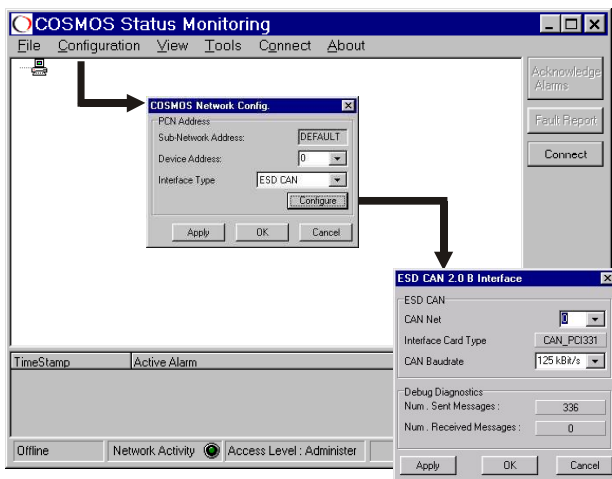 COSMOS Status Monitoring
File Configuration View Tools Connect About
Acknowledge
Alarms
Fault Report
Connect
COSMOS Network Config.
PCN Address
Sub-Network Address: DEFAULT
Device Address: 0
Interface Type ESD CAN
Configure
Apply OK Cancel
ESD CAN 2.0 B Interface
ESD CAN
CAN Net 0
Interface Card Type CAN_PCI331
CAN Baudrate 125 kBit/s
Debug Diagnostics
Num . Sent Messages : 336
Num . Received Messages : 0
Apply OK Cancel
TimeStamp Active Alarm
Offline Network Activity Access Level : Administer